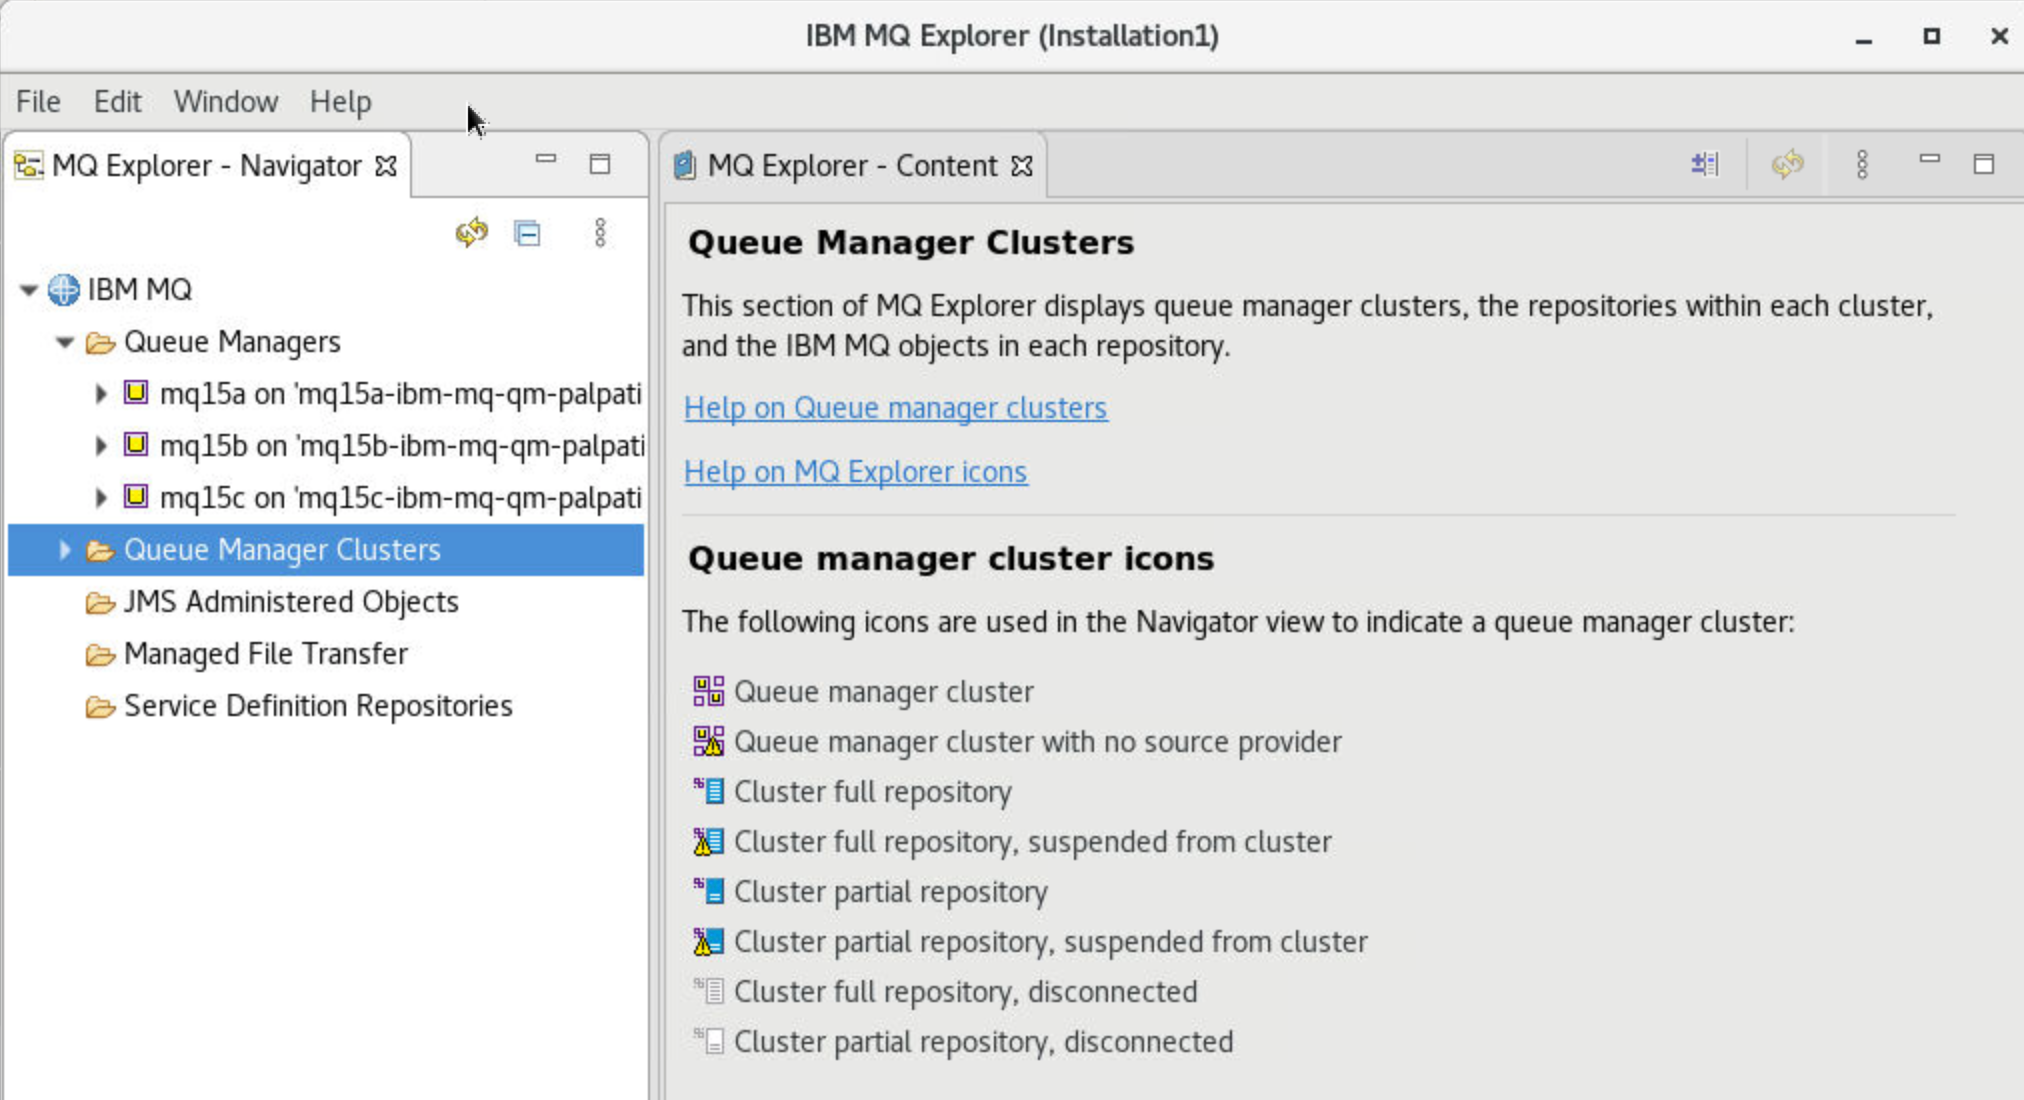 IBM MQ Explorer (Installation1)
File Edit Window Help
MQ Explorer - Navigator
IBM MQ
Queue Managers
mq15a on 'mq15a-ibm-mq-qm-palpati
mq15b on 'mq15b-ibm-mq-qm-palpati
mq15c on 'mq15c-ibm-mq-qm-palpati
Queue Manager Clusters
JMS Administered Objects
Managed File Transfer
Service Definition Repositories
MQ Explorer - Content
Queue Manager Clusters
This section of MQ Explorer displays queue manager clusters, the repositories within each cluster,
and the IBM MQ objects in each repository.
Help on Queue manager clusters
Help on MQ Explorer icons
Queue manager cluster icons
The following icons are used in the Navigator view to indicate a queue manager cluster:
Queue manager cluster
Queue manager cluster with no source provider
Cluster full repository
Cluster full repository, suspended from cluster
Cluster partial repository
Cluster partial repository, suspended from cluster
Cluster full repository, disconnected
Cluster partial repository, disconnected